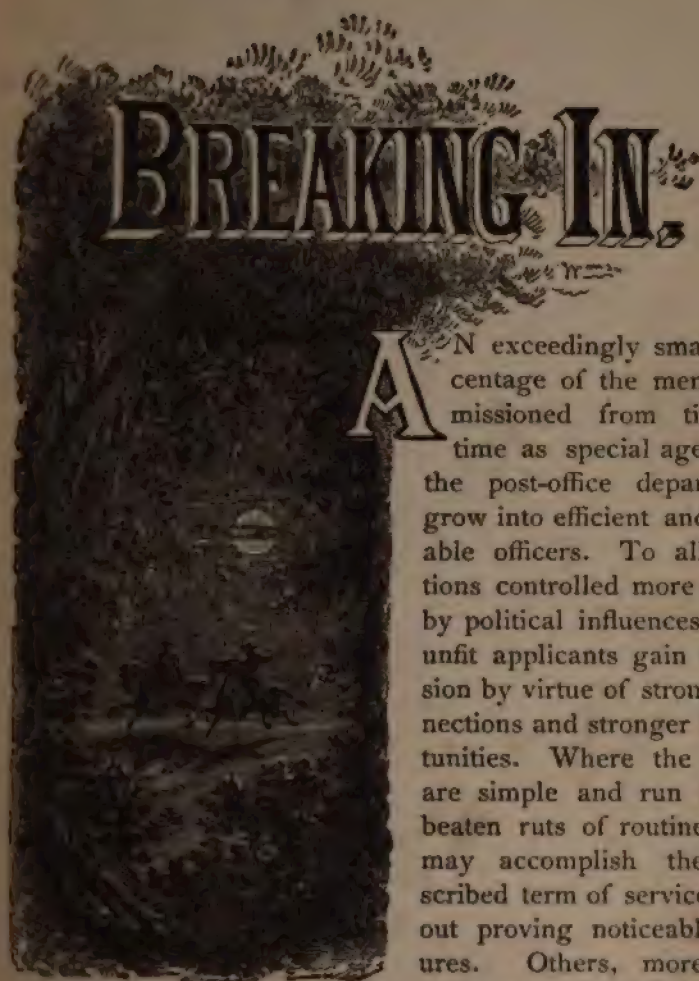 BREAKING IN.
AN exceedingly sma
centage of the mer
missioned from ti
time as special age
the post-office depar
grow into efficient and
able officers. To al
tions controlled more
by political influences
unfit applicants gain
sion by virtue of stron
nections and stronger
tunities. Where the
are simple and run
beaten ruts of routine
may accomplish the
scribed term of service
out proving noticeabl
ures. Others, more